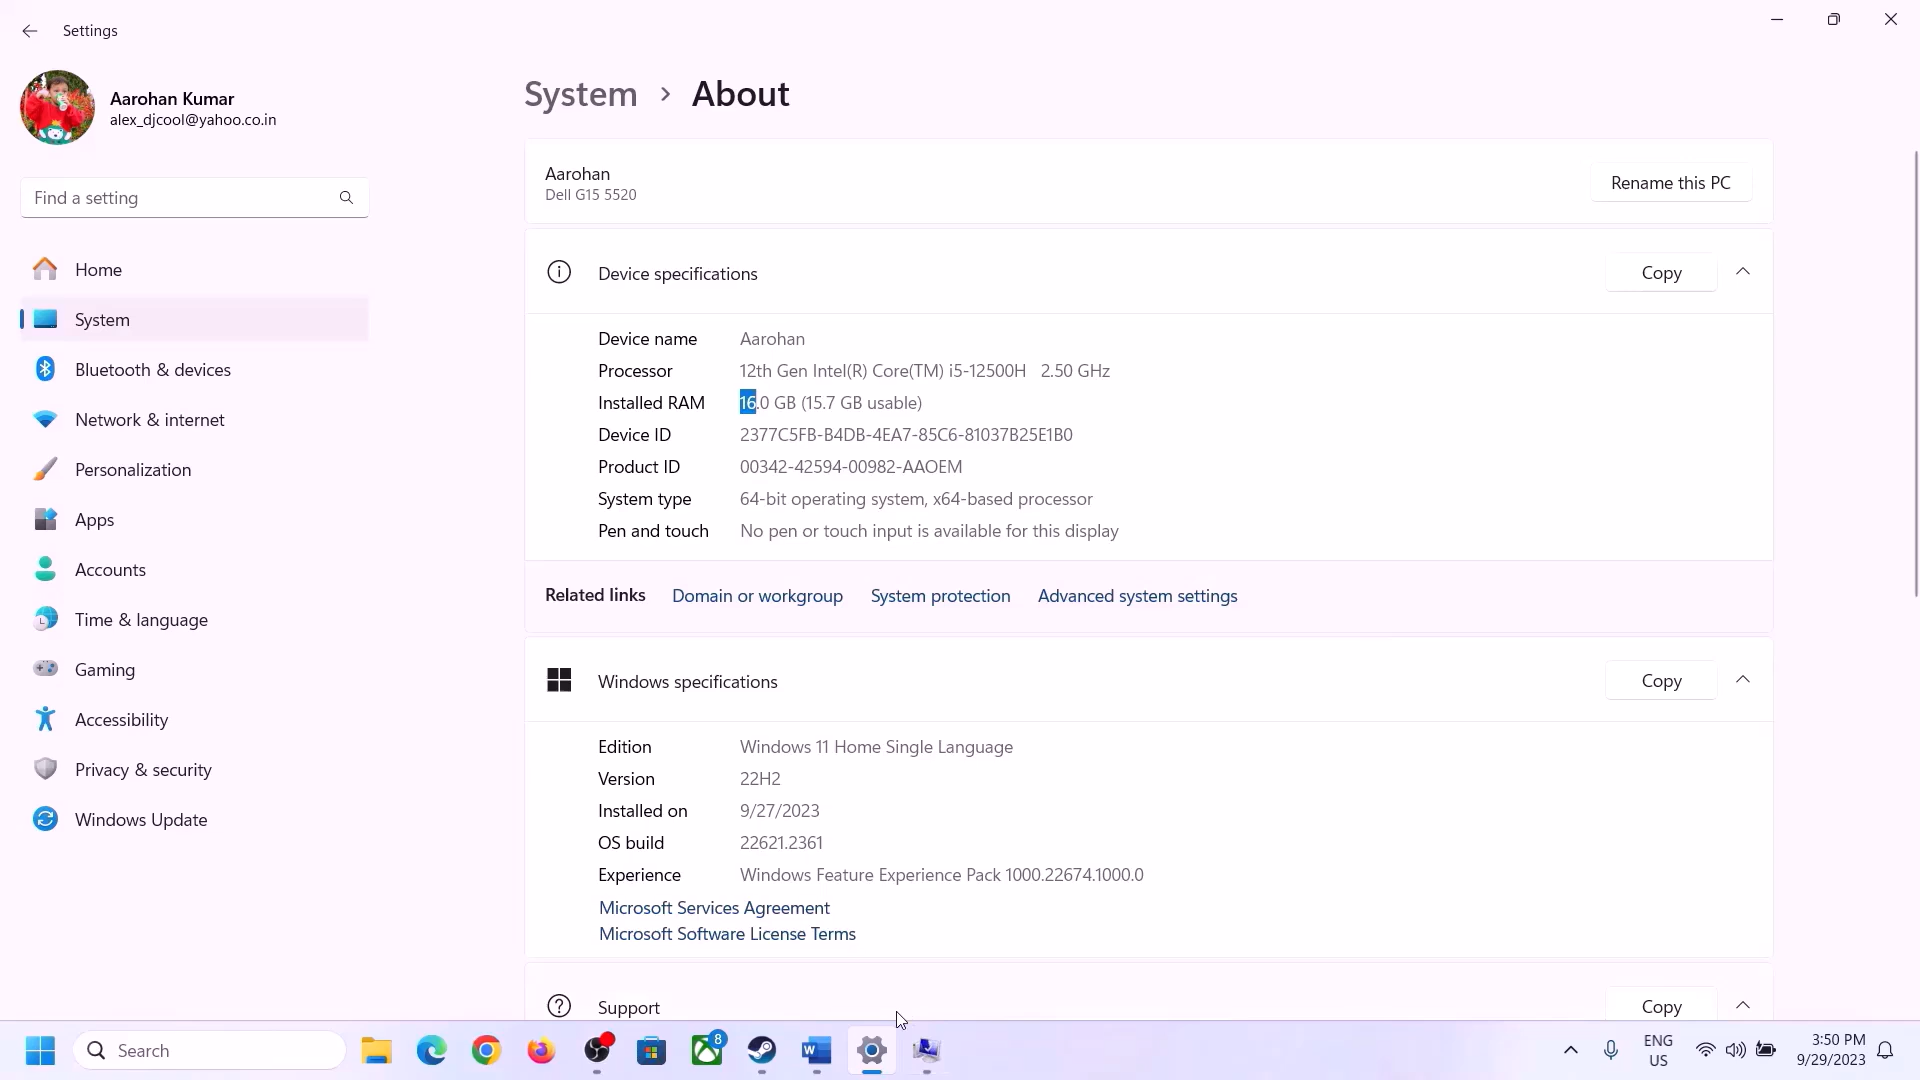 Settings
Aarohan Kumar
alex_djcool@yahoo.co.in
Find a setting
Home
System
Bluetooth & devices
Network & internet
Personalization
Apps
Accounts
Time & language
Gaming
Accessibility
Privacy & security
Windows Update
System > About
Aarohan
Dell G15 5520
Rename this PC
Device specifications
Copy
Device name Aarohan
Processor 12th Gen Intel(R) Core(TM) i5-12500H 2.50 GHz
Installed RAM 16.0 GB (15.7 GB usable)
Device ID 2377C5FB-B4DB-4EA7-85C6-81037B25E1B0
Product ID 00342-42594-00982-AAOEM
System type 64-bit operating system, x64-based processor
Pen and touch No pen or touch input is available for this display
Related links Domain or workgroup System protection Advanced system settings
Windows specifications
Copy
Edition Windows 11 Home Single Language
Version 22H2
Installed on 9/27/2023
OS build 22621.2361
Experience Windows Feature Experience Pack 1000.22674.1000.0
Microsoft Services Agreement
Microsoft Software License Terms
Support
Copy
Search
8
W
ENG
US
3:50 PM
9/29/2023